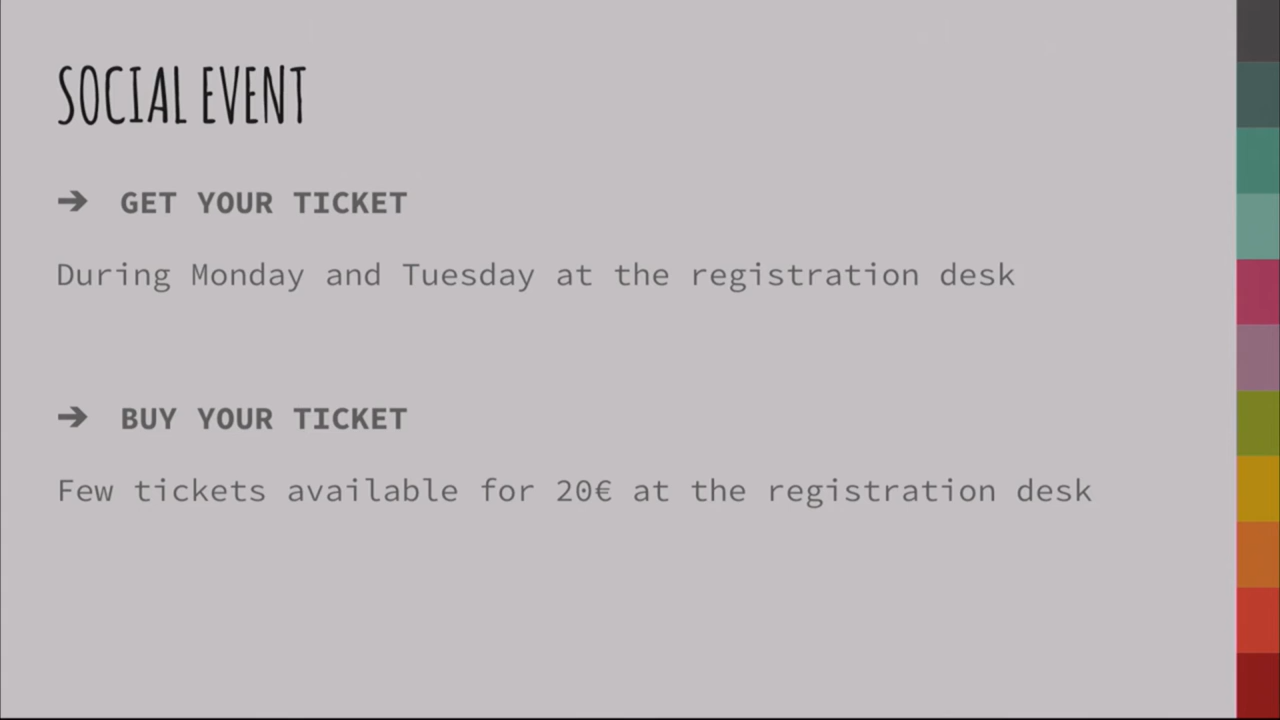 SOCIAL EVENT
➔ GET YOUR TICKET
During Monday and Tuesday at the registration desk
➔ BUY YOUR TICKET
Few tickets available for 20€ at the registration desk